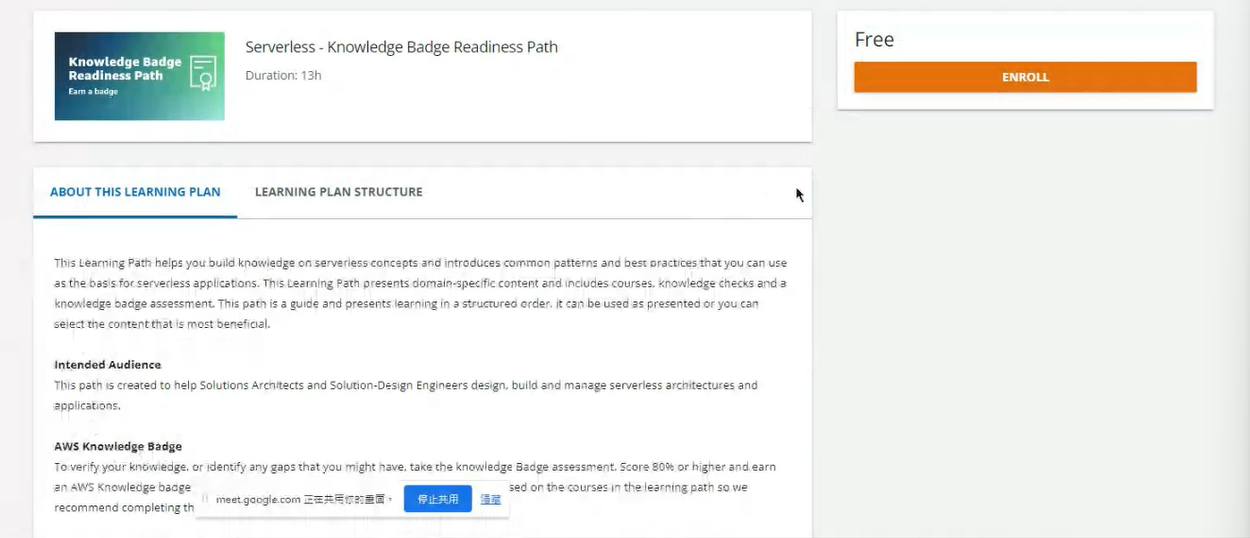 Knowledge Badge
Readiness Path
Earn a badge
Serverless - Knowledge Badge Readiness Path
Duration: 13h
Free
ENROLL
ABOUT THIS LEARNING PLAN
LEARNING PLAN STRUCTURE
This Learning Path helps you build knowledge on serverless concepts and introduces common patterns and best practices that you can use
as the basis for serverless applications. This Learning Path presents domain-specific content and includes courses, knowledge checks and a
knowledge badge assessment. This path is a guide and presents learning in a structured order. it can be used as presented or you can
select the content that is most beneficial.
Intended Audience
This path is created to help Solutions Architects and Solution-Design Engineers design, build and manage serverless architectures and
applications.
AWS Knowledge Badge
To verify your knowledge, or identify any gaps that you might have, take the knowledge Badge assessment. Score 80% or higher and earn
an AWS Knowledge badge sed on the courses in the learning path so we
recommend completing th
meet.google.com 正在共用你的畫面。
停止共用
隱藏